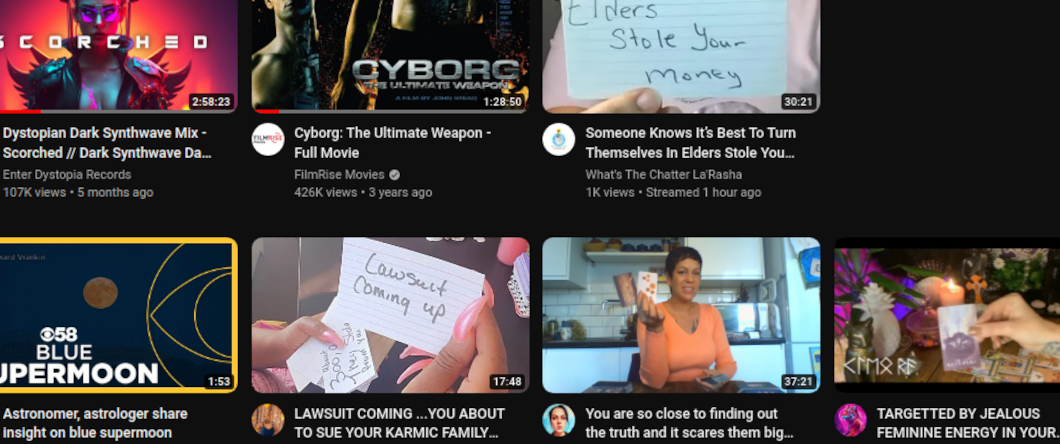 SCORCHED
2:58:23
Dystopian Dark Synthwave Mix -
Scorched // Dark Synthwave Da...
Enter Dystopia Records
107K views • 5 months ago
CYBORG
THE ULTIMATE WEAPON
1:28:50
FILMRISE
Cyborg: The Ultimate Weapon -
Full Movie
FilmRise Movies
426K views • 3 years ago
Elders
Stole Your
money
30:21
Someone Knows It's Best To Turn
Themselves In Elders Stole You...
What's The Chatter La'Rasha
1K views • Streamed 1 hour ago
CBS58
BLUE
UPERMOON
1:53
Astronomer, astrologer share
insight on blue supermoon
Lawsuit
Coming up
They Stole
17:48
LAWSUIT COMING ...YOU ABOUT
TO SUE YOUR KARMIC FAMILY...
37:21
You are so close to finding out
the truth and it scares them big...
TARGETTED BY JEALOUS
FEMININE ENERGY IN YOUR